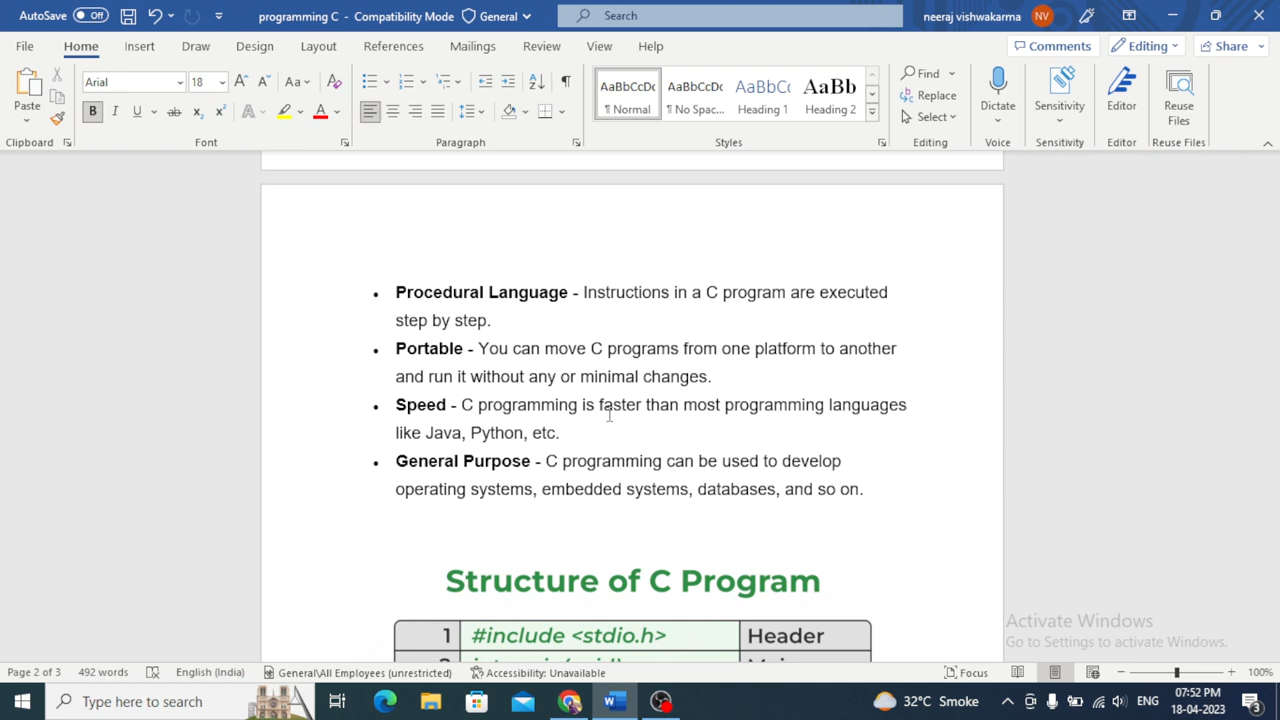 AutoSave Off programming C - Compatibility Mode General Search neeraj vishwakarma NV
File Home Insert Draw Design Layout References Mailings Review View Help Comments Editing Share
Arial 18 Aa
Paste
B I U ab x2 x2 A A
AaBbCcDc AaBbCcDc AaBbCc AaBb
¶ Normal ¶ No Spac... Heading 1 Heading 2
Find
Replace
Select
Dictate Sensitivity Editor Reuse Files
Clipboard Font Paragraph Styles Editing Voice Sensitivity Editor Reuse Files
• Procedural Language - Instructions in a C program are executed
step by step.
• Portable - You can move C programs from one platform to another
and run it without any or minimal changes.
• Speed - C programming is faster than most programming languages
like Java, Python, etc.
• General Purpose - C programming can be used to develop
operating systems, embedded systems, databases, and so on.
Structure of C Program
1 #include <stdio.h> Header
Activate Windows
Go to Settings to activate Windows.
Page 2 of 3 492 words English (India) General\All Employees (unrestricted) Accessibility: Unavailable Focus 100%
Type here to search 32°C Smoke ENG 07:52 PM
18-04-2023 3